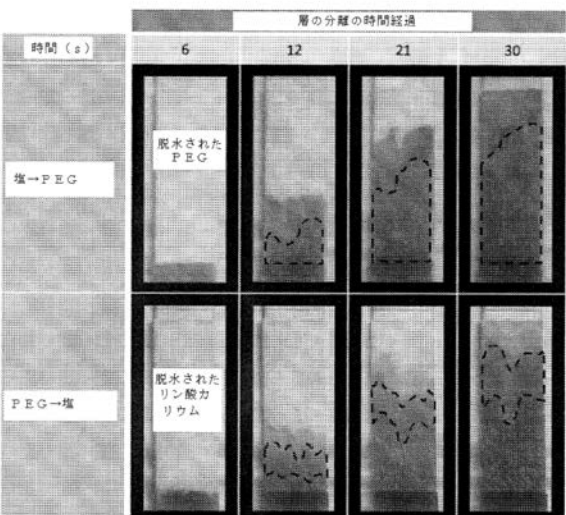 層の分離の時間経過
時間（s）
6
12
21
30
塩→PEG
脱水された
PEG
PEG→塩
脱水された
リン酸カ
リウム